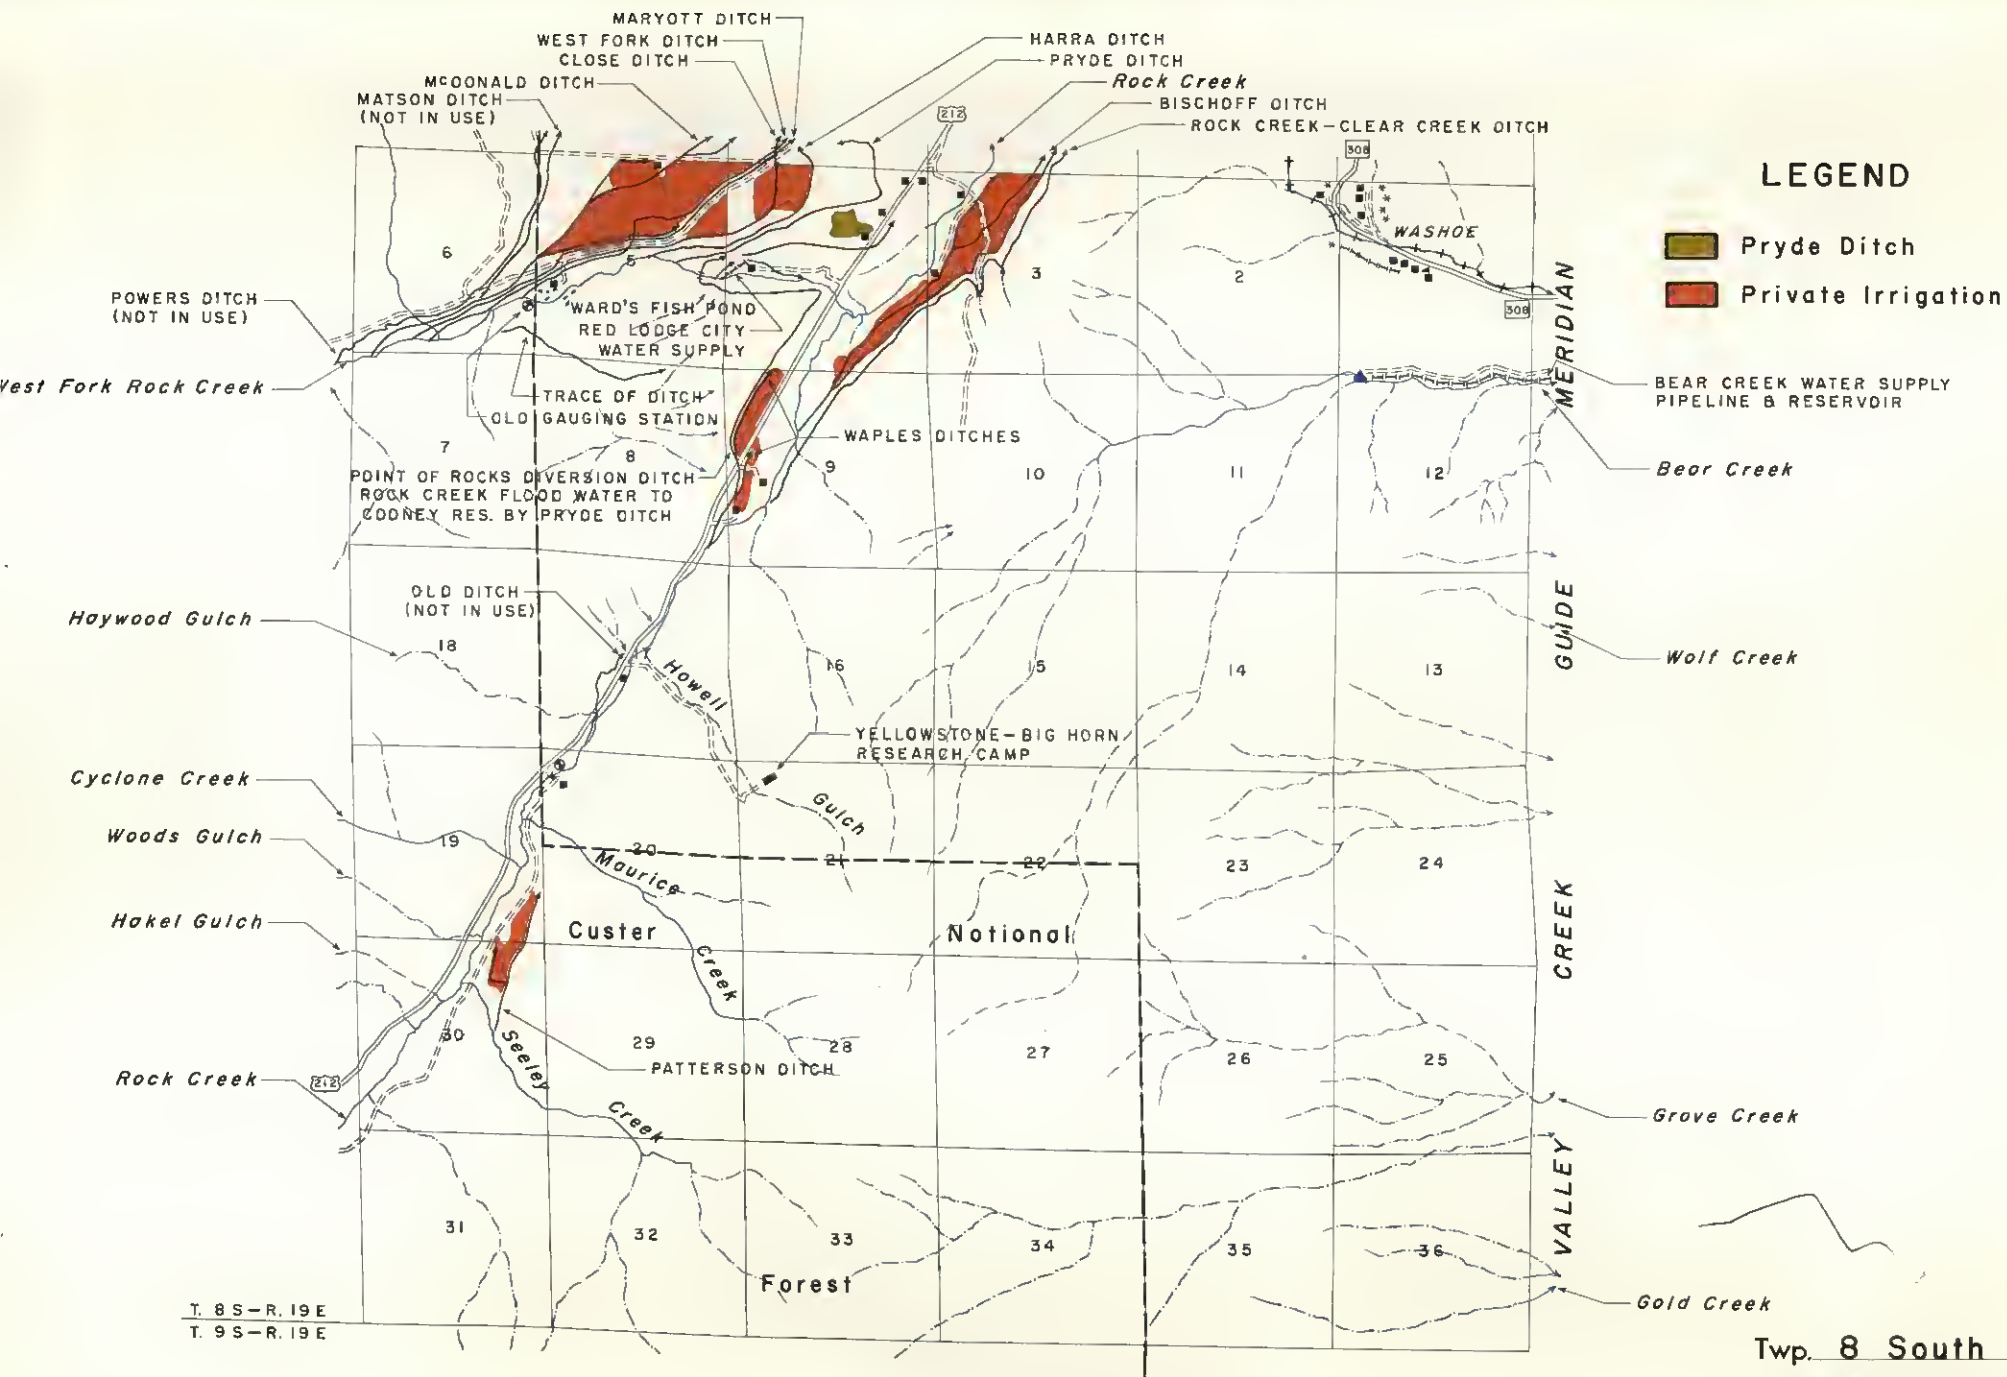 MARYOTT DITCH
WEST FORK DITCH
CLOSE DITCH
McDONALD DITCH
MATSON DITCH
(NOT IN USE)
HARRA DITCH
PRYDE DITCH
Rock Creek
BISCHOFF DITCH
ROCK CREEK-CLEAR CREEK DITCH
212
308
LEGEND
Pryde Ditch
Private Irrigation
WASHOE
308
6
5
3
2
POWERS DITCH
(NOT IN USE)
WARD'S FISH POND
RED LODGE CITY
WATER SUPPLY
West Fork Rock Creek
TRACE OF DITCH
OLD GAUGING STATION
WAPLES DITCHES
BEAR CREEK WATER SUPPLY
PIPELINE & RESERVOIR
Bear Creek
7
8
9
10
11
12
POINT OF ROCKS DIVERSION DITCH
ROCK CREEK FLOOD WATER TO
COONEY RES. BY PRYDE DITCH
OLD DITCH
(NOT IN USE)
Haywood Gulch
18
16
15
14
13
Wolf Creek
Howell
Gulch
YELLOWSTONE-BIG HORN
RESEARCH CAMP
Cyclone Creek
Woods Gulch
Hakel Gulch
19
20
21
22
23
24
Maurice
Creek
Custer
National
30
29
28
27
26
25
Seeley
Creek
PATTERSON DITCH
Rock Creek
212
Grove Creek
31
32
33
34
35
36
Forest
Gold Creek
MERIDIAN
GUIDE
CREEK
VALLEY
T. 8 S-R. 19 E
T. 9 S-R. 19 E
Twp. 8 South